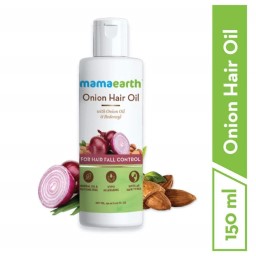 mamaearth
Onion Hair Oil
with Onion Oil
& Redensyl
FOR HAIR FALL CONTROL
Onion Hair Oil
150 ml